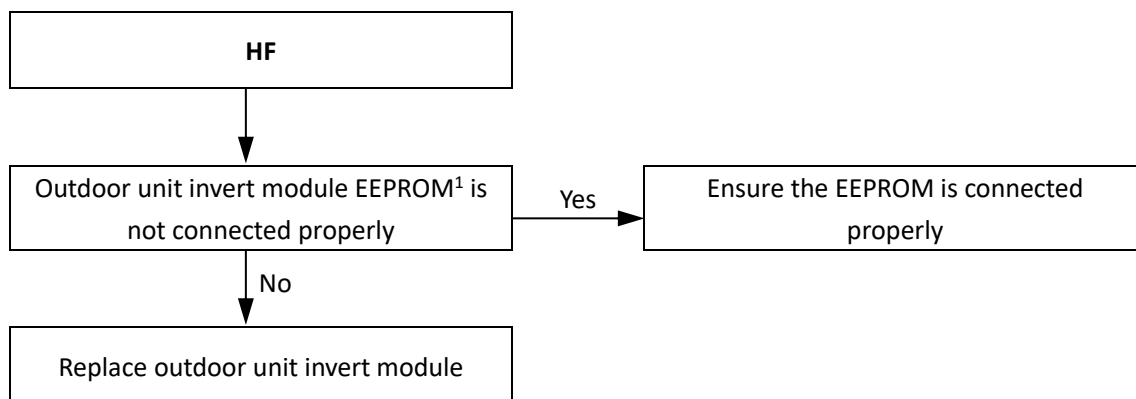 HF
Outdoor unit invert module EEPROM¹ is
not connected properly
Yes
Ensure the EEPROM is connected
properly
No
Replace outdoor unit invert module